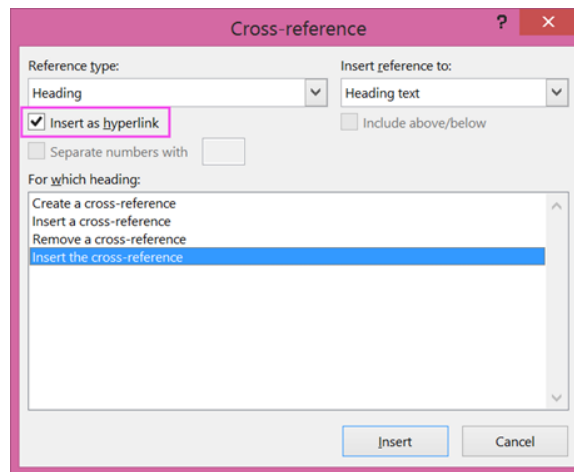 Cross-reference
?
Reference type:
Insert reference to:
Heading
Heading text
Insert as hyperlink
Include above/below
Separate numbers with
For which heading:
Create a cross-reference
Insert a cross-reference
Remove a cross-reference
Insert the cross-reference
Insert
Cancel